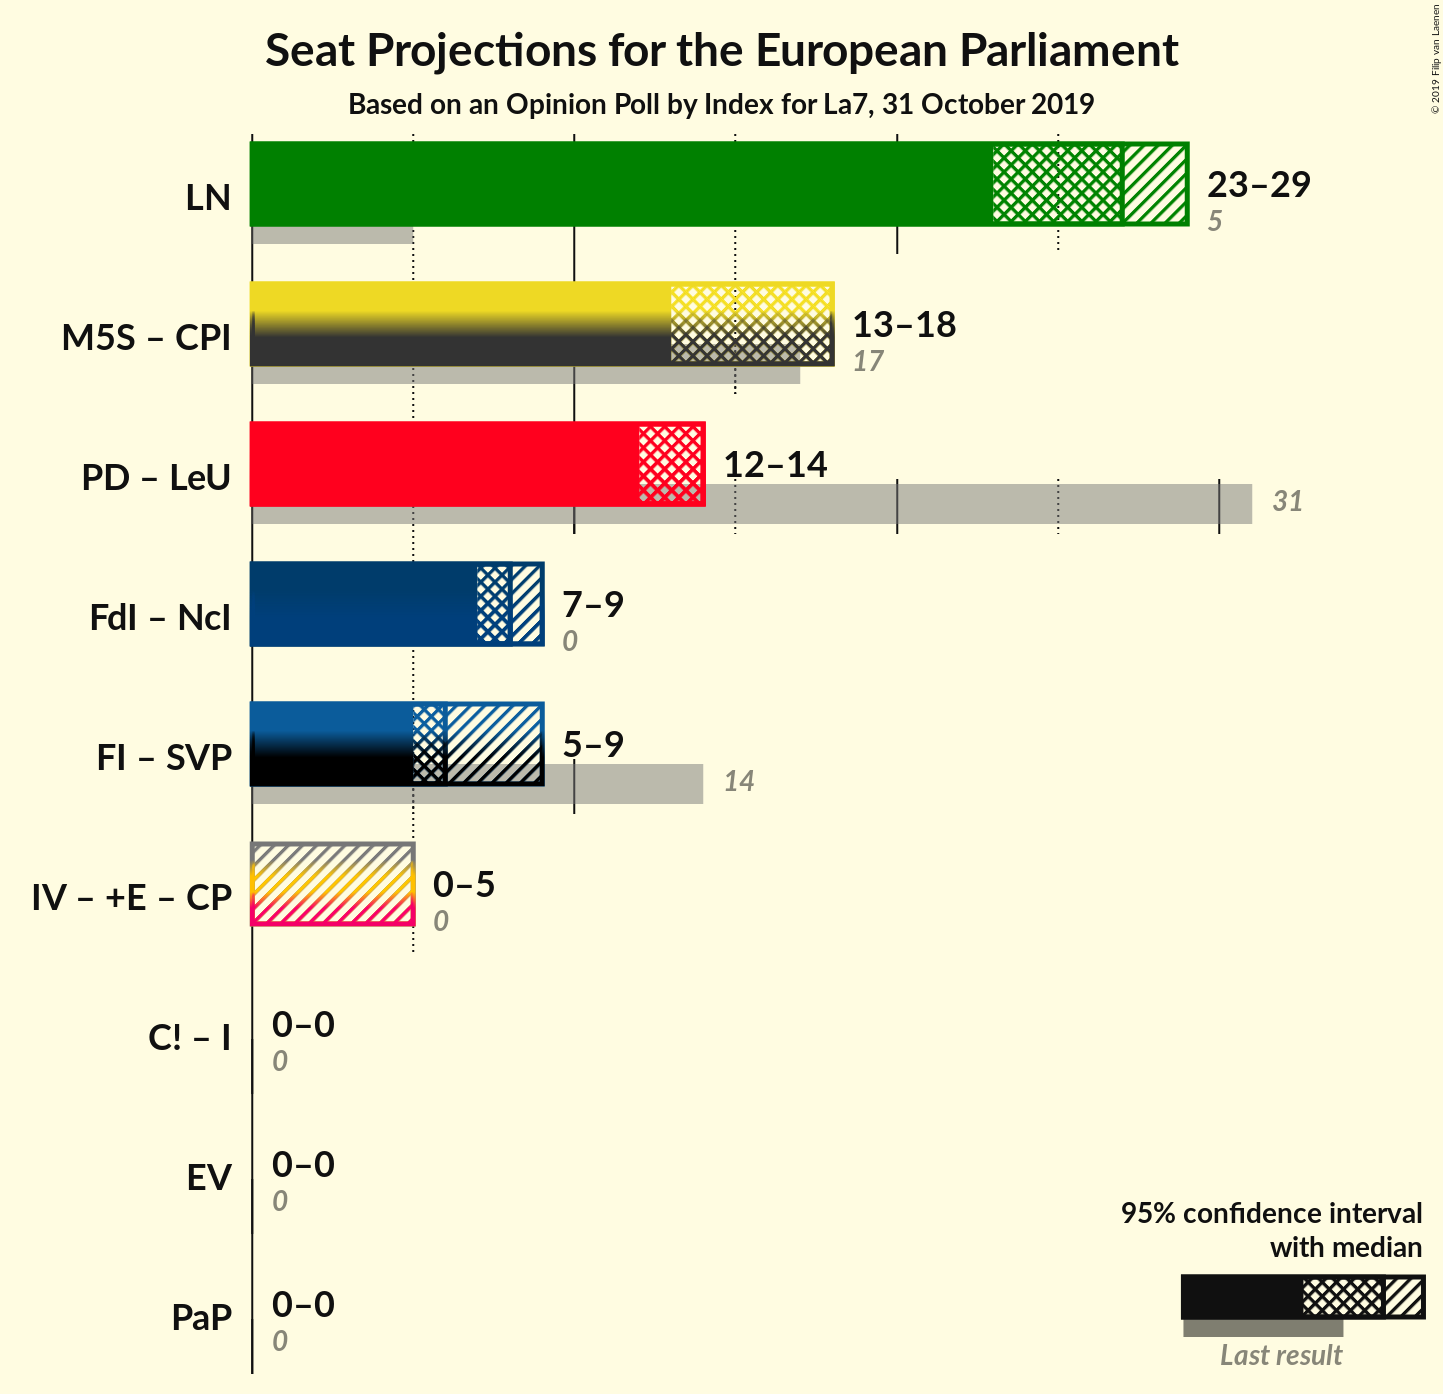 Seat Projections for the European Parliament
Based on an Opinion Poll by Index for La7, 31 October 2019
© 2019 Filip van Laenen
LN
23–29
5
M5S – CPI
13–18
17
PD – LeU
12–14
31
FdI – NcI
7–9
0
FI – SVP
5–9
14
IV – +E – CP
0–5
0
C! – I
0–0
0
EV
0–0
0
PaP
0–0
0
95% confidence interval
with median
Last result